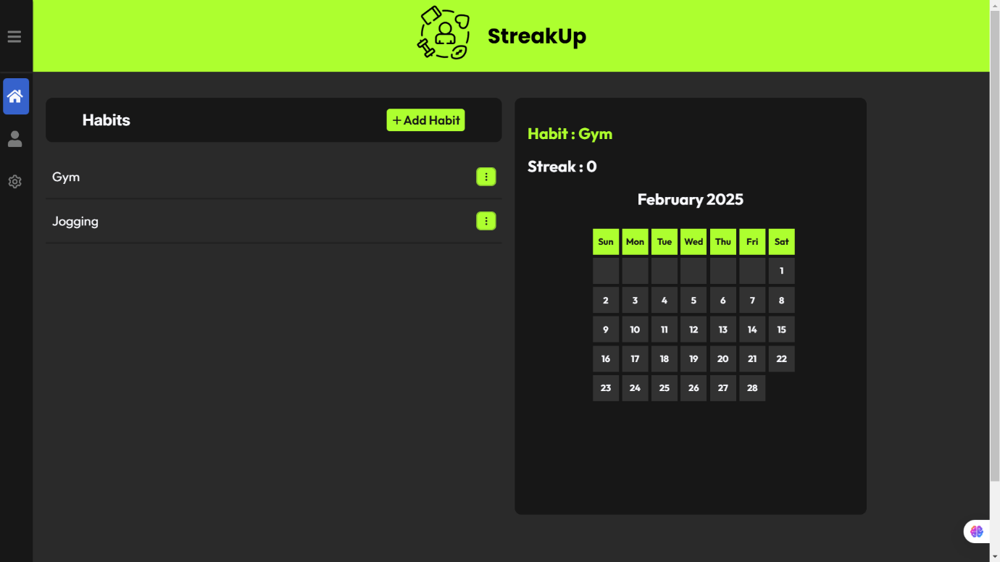 StreakUp
Habits
+ Add Habit
Gym
Jogging
Habit : Gym
Streak : 0
February 2025
Sun Mon Tue Wed Thu Fri Sat
1
2 3 4 5 6 7 8
9 10 11 12 13 14 15
16 17 18 19 20 21 22
23 24 25 26 27 28